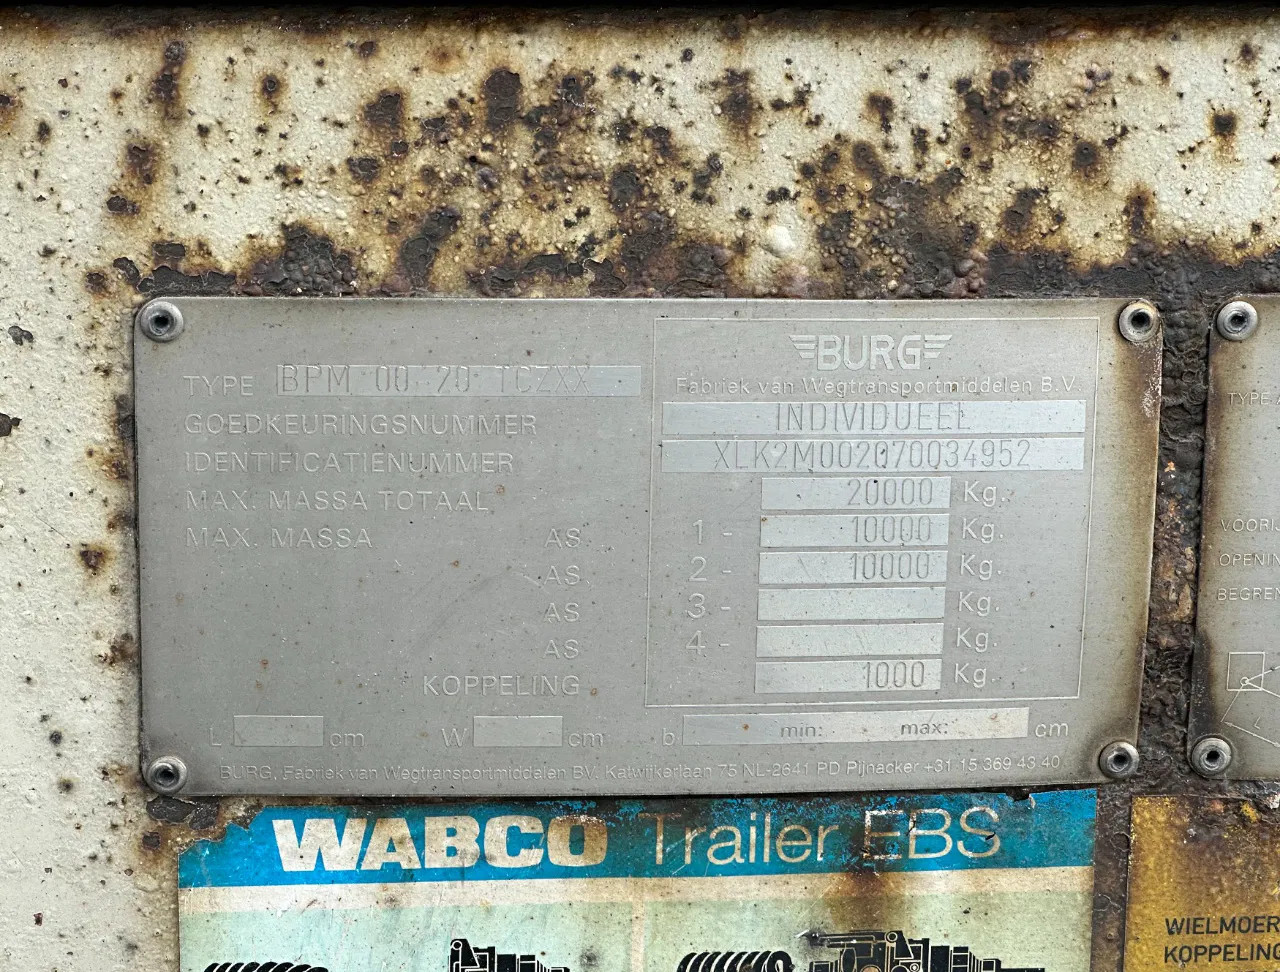 BURG
Fabriek van Wegtransportmiddelen B.V.
TYPE BPM 00 20 TCZXX
GOEDKEURINGSNUMMER INDIVIDUEEL
IDENTIFICATIENUMMER XLK2M002070034952
MAX. MASSA TOTAAL 20000 Kg.
MAX. MASSA AS. 1 - 10000 Kg.
AS. 2 - 10000 Kg.
AS 3 - Kg.
AS 4 - Kg.
KOPPELING 1000 Kg.
L cm W cm b min: max: cm
BURG, Fabriek van Wegtransportmiddelen BV. Katwijkerlaan 75 NL-2641 PD Pijnacker +31 15 369 43 40
WABCO Trailer EBS
TYPE
VOORL
OPENIN
BEGREN
WIELMOER
KOPPELING